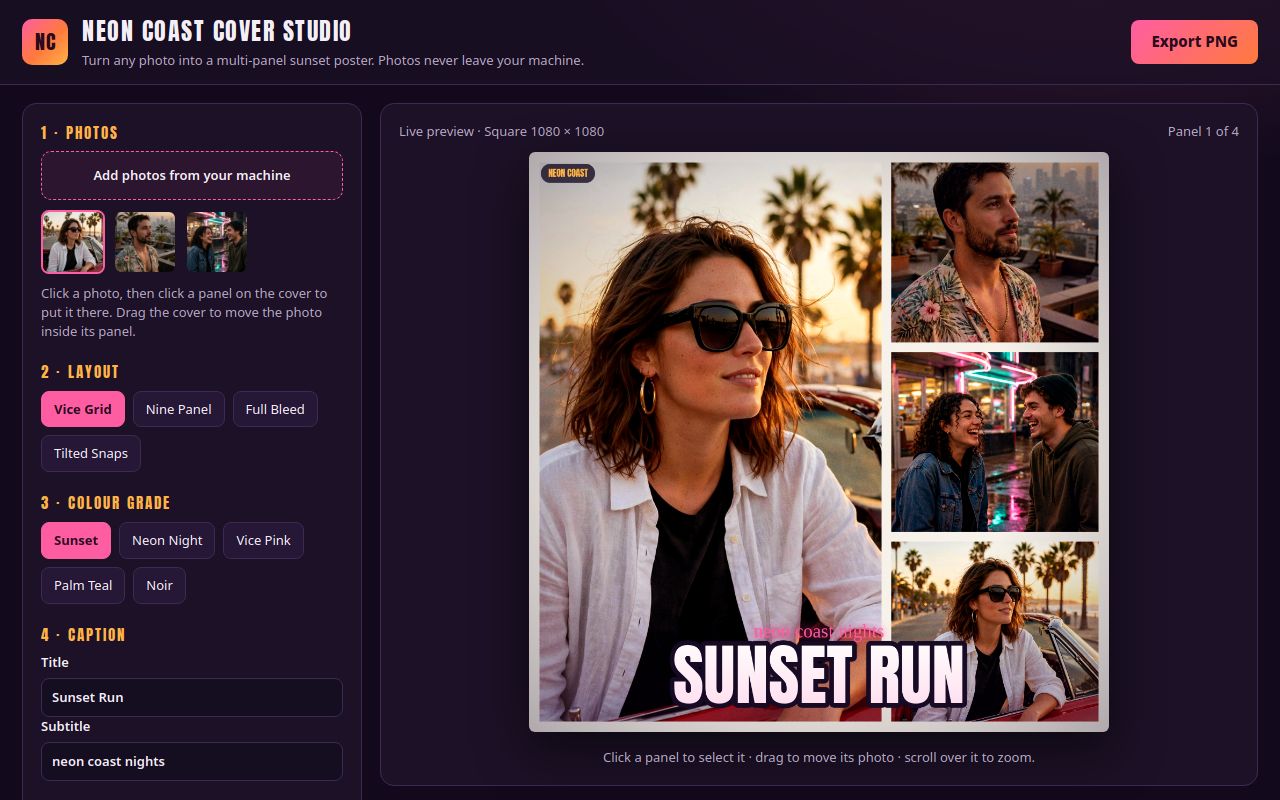 NC
NEON COAST COVER STUDIO
Turn any photo into a multi-panel sunset poster. Photos never leave your machine.
Export PNG
1 · PHOTOS
Add photos from your machine
Click a photo, then click a panel on the cover to
put it there. Drag the cover to move the photo
inside its panel.
2 · LAYOUT
Vice Grid
Nine Panel
Full Bleed
Tilted Snaps
3 · COLOUR GRADE
Sunset
Neon Night
Vice Pink
Palm Teal
Noir
4 · CAPTION
Title
Sunset Run
Subtitle
neon coast nights
Live preview · Square 1080 × 1080
Panel 1 of 4
NEON COAST
neon coast nights
SUNSET RUN
Click a panel to select it · drag to move its photo · scroll over it to zoom.